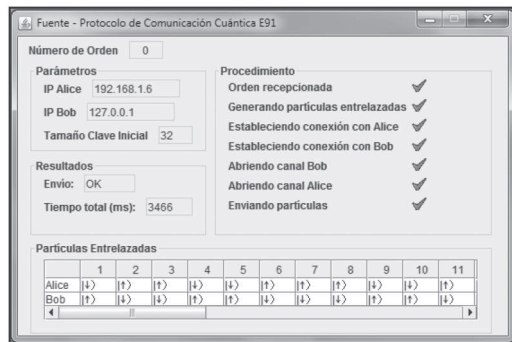 Fuente - Protocolo de Comunicación Cuántica E91
Número de Orden 0
Parámetros
IP Alice 192.168.1.6
IP Bob 127.0.0.1
Tamaño Clave Inicial 32
Resultados
Envío: OK
Tiempo total (ms): 3466
Procedimiento
Orden recepcionada
Generando partículas entrelazadas
Estableciendo conexión con Alice
Estableciendo conexión con Bob
Abriendo canal Bob
Abriendo canal Alice
Enviando partículas
Partículas Entrelazadas
1 2 3 4 5 6 7 8 9 10 11
Alice |↓⟩ |↑⟩ |↑⟩ |↓⟩ |↓⟩ |↑⟩ |↑⟩ |↓⟩ |↓⟩ |↑⟩ |↑⟩
Bob |↑⟩ |↓⟩ |↓⟩ |↑⟩ |↑⟩ |↓⟩ |↓⟩ |↑⟩ |↑⟩ |↓⟩ |↓⟩